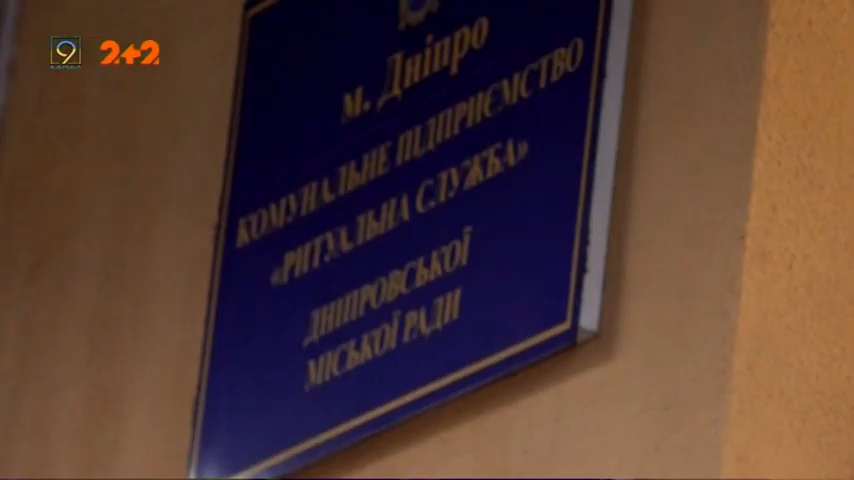 9 2+2
м. Дніпро
КОМУНАЛЬНЕ ПІДПРИЄМСТВО
«РИТУАЛЬНА СЛУЖБА»
ДНІПРОВСЬКОЇ
МІСЬКОЇ РАДИ